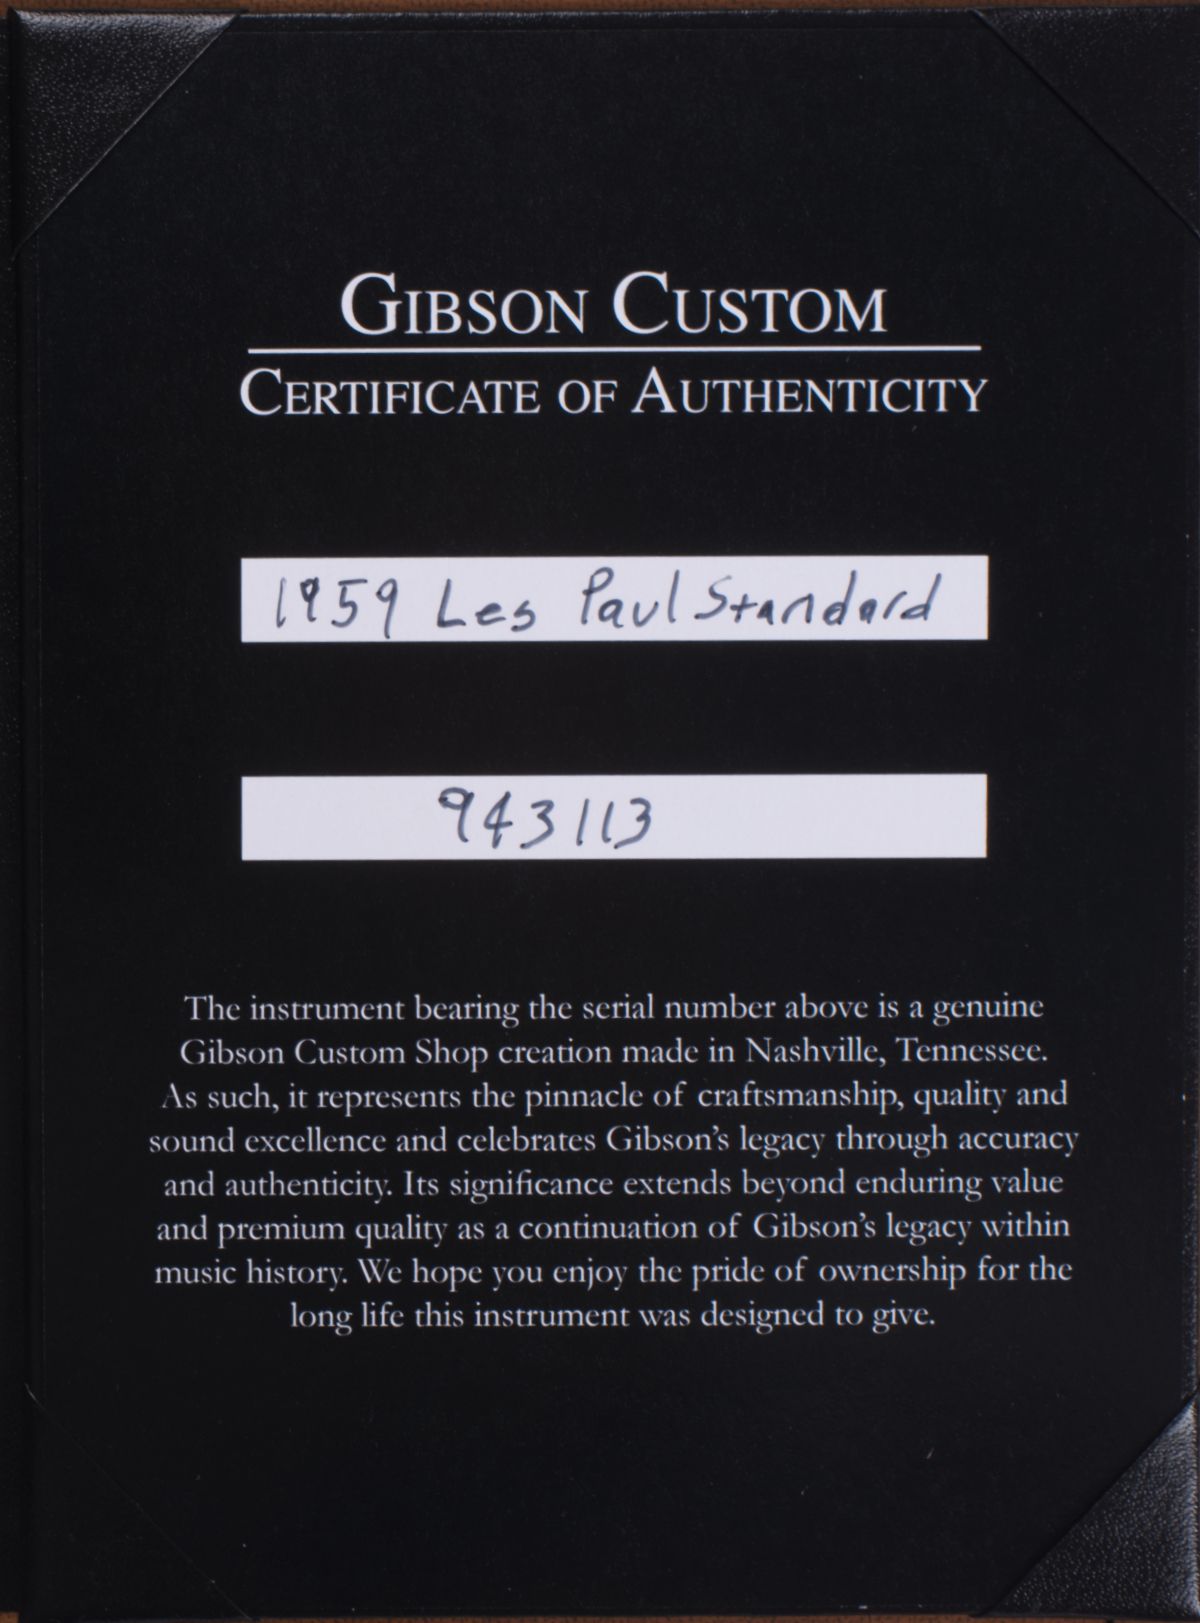 GIBSON CUSTOM
CERTIFICATE OF AUTHENTICITY
1959 Les Paul Standard
943113
The instrument bearing the serial number above is a genuine
Gibson Custom Shop creation made in Nashville, Tennessee.
As such, it represents the pinnacle of craftsmanship, quality and
sound excellence and celebrates Gibson's legacy through accuracy
and authenticity. Its significance extends beyond enduring value
and premium quality as a continuation of Gibson's legacy within
music history. We hope you enjoy the pride of ownership for the
long life this instrument was designed to give.